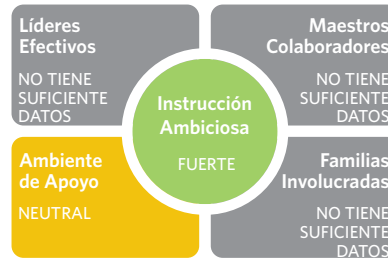 Líderes
Efectivos
NO TIENE
SUFICIENTE
DATOS
Maestros
Colaboradores
NO TIENE
SUFICIENTE
DATOS
Instrucción
Ambiciosa
FUERTE
Ambiente
de Apoyo
NEUTRAL
Familias
Involucradas
NO TIENE
SUFICIENTE
DATOS